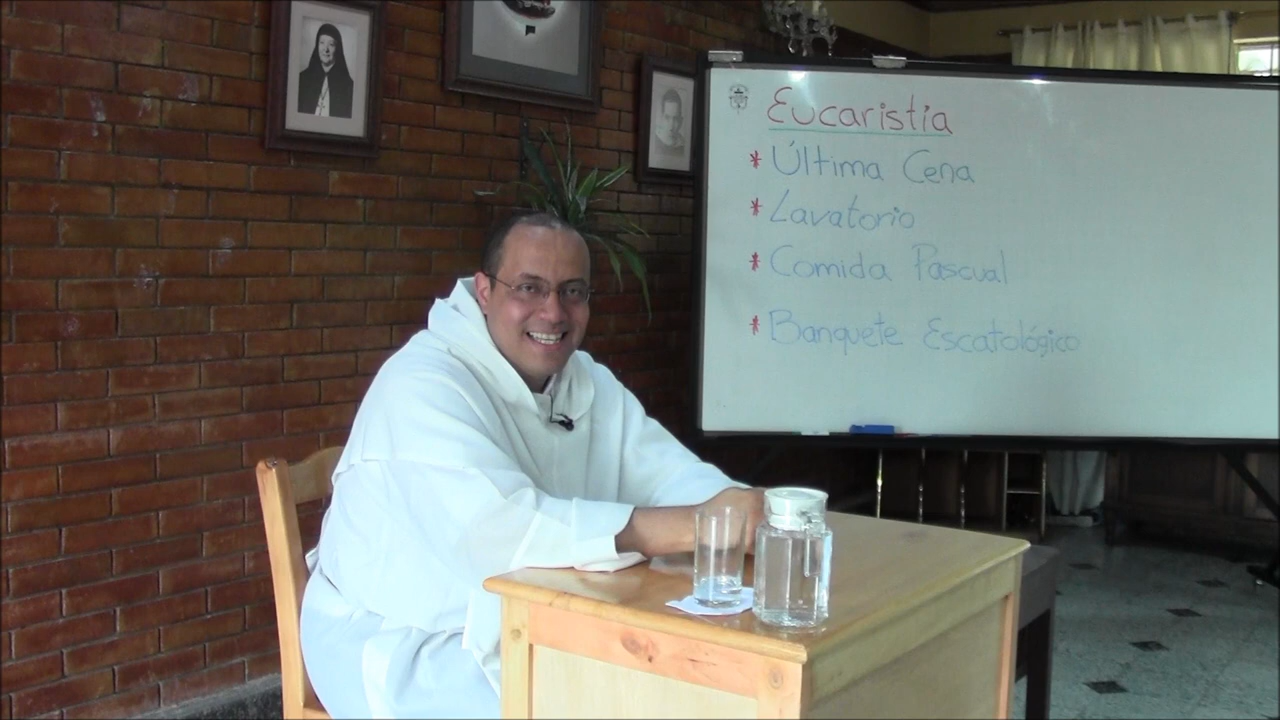 Eucaristía
* Última Cena
* Lavatorio
* Comida Pascual
* Banquete Escatológico